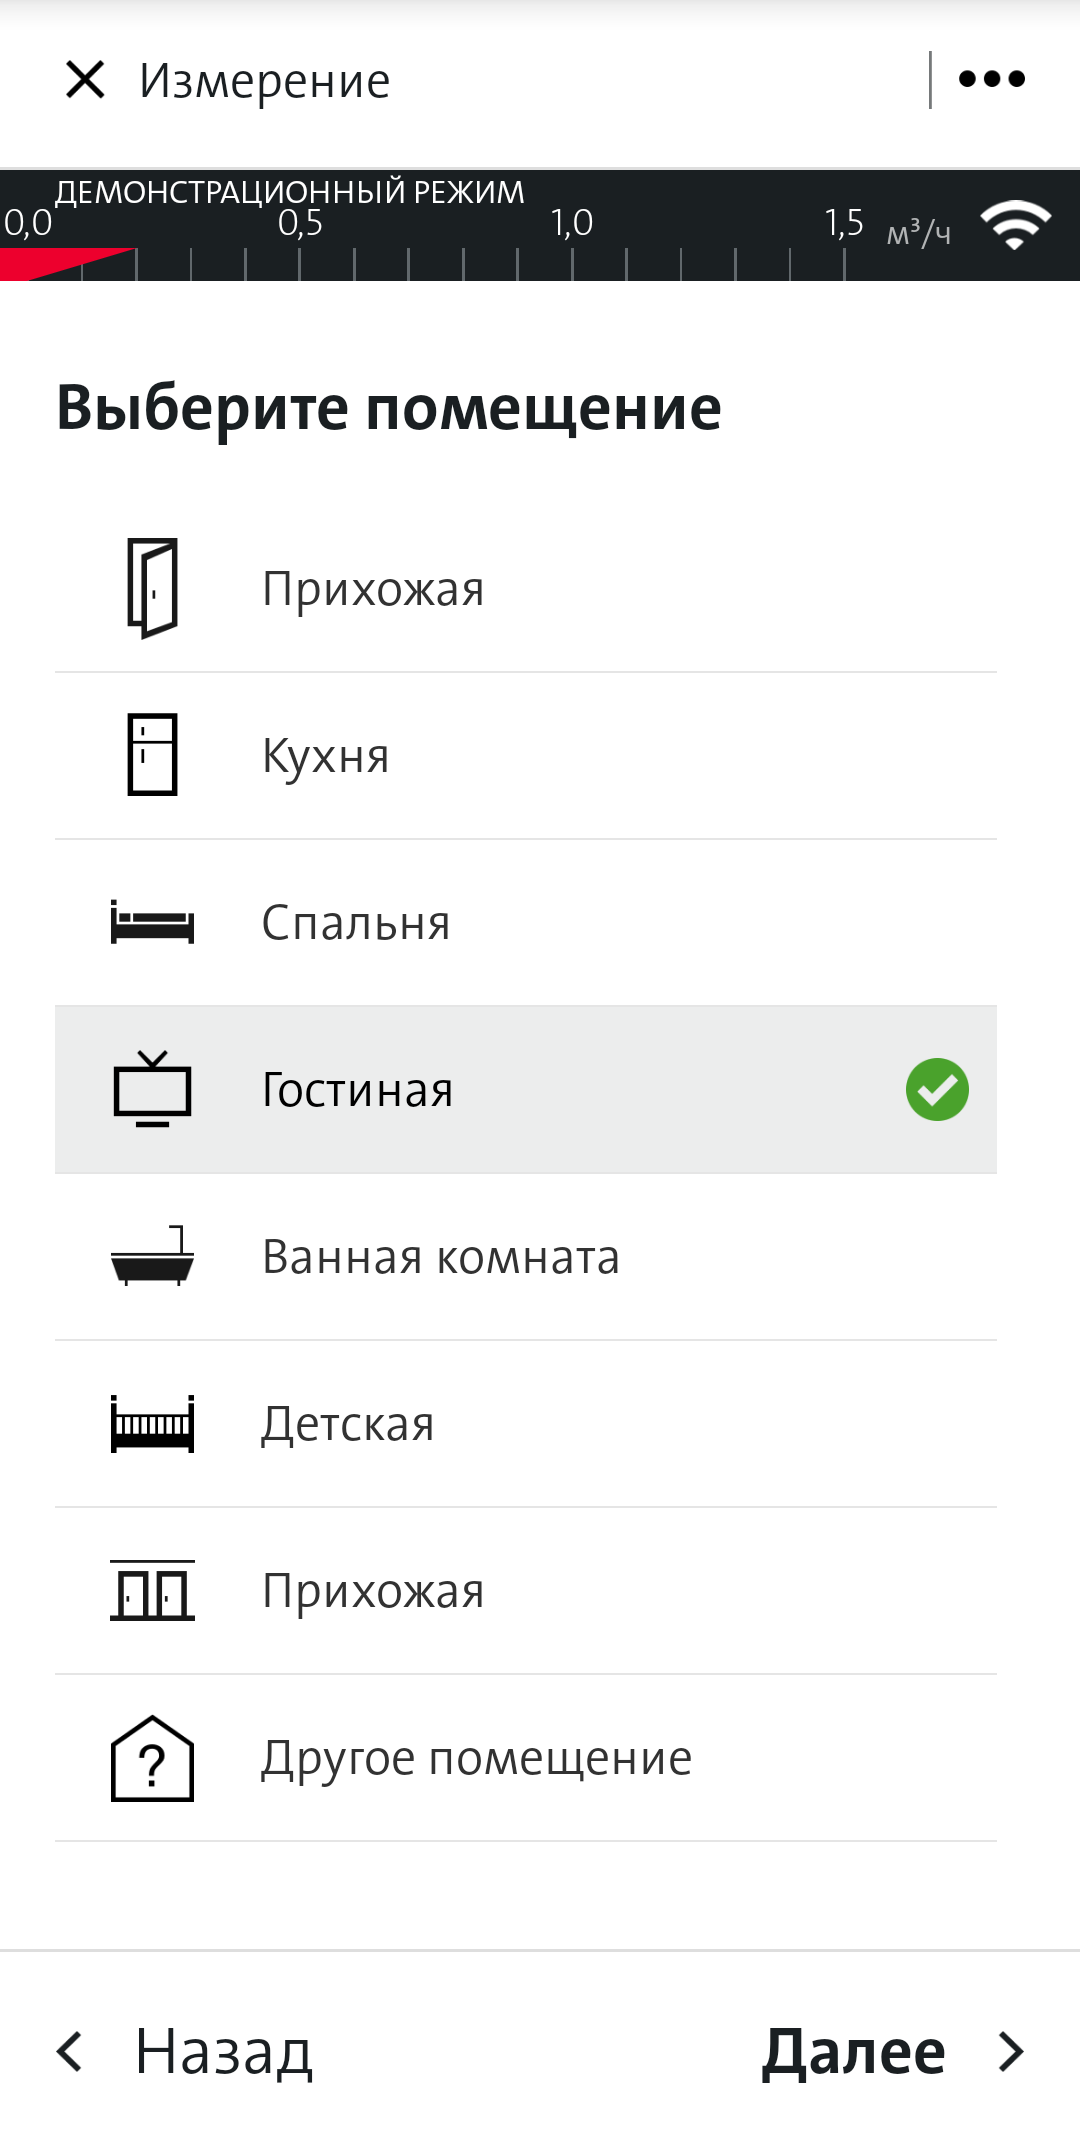 Измерение
ДЕМОНСТРАЦИОННЫЙ РЕЖИМ
0,0 0,5 1,0 1,5 м³/ч
Выберите помещение
Прихожая
Кухня
Спальня
Гостиная
Ванная комната
Детская
Прихожая
? Другое помещение
Назад Далее